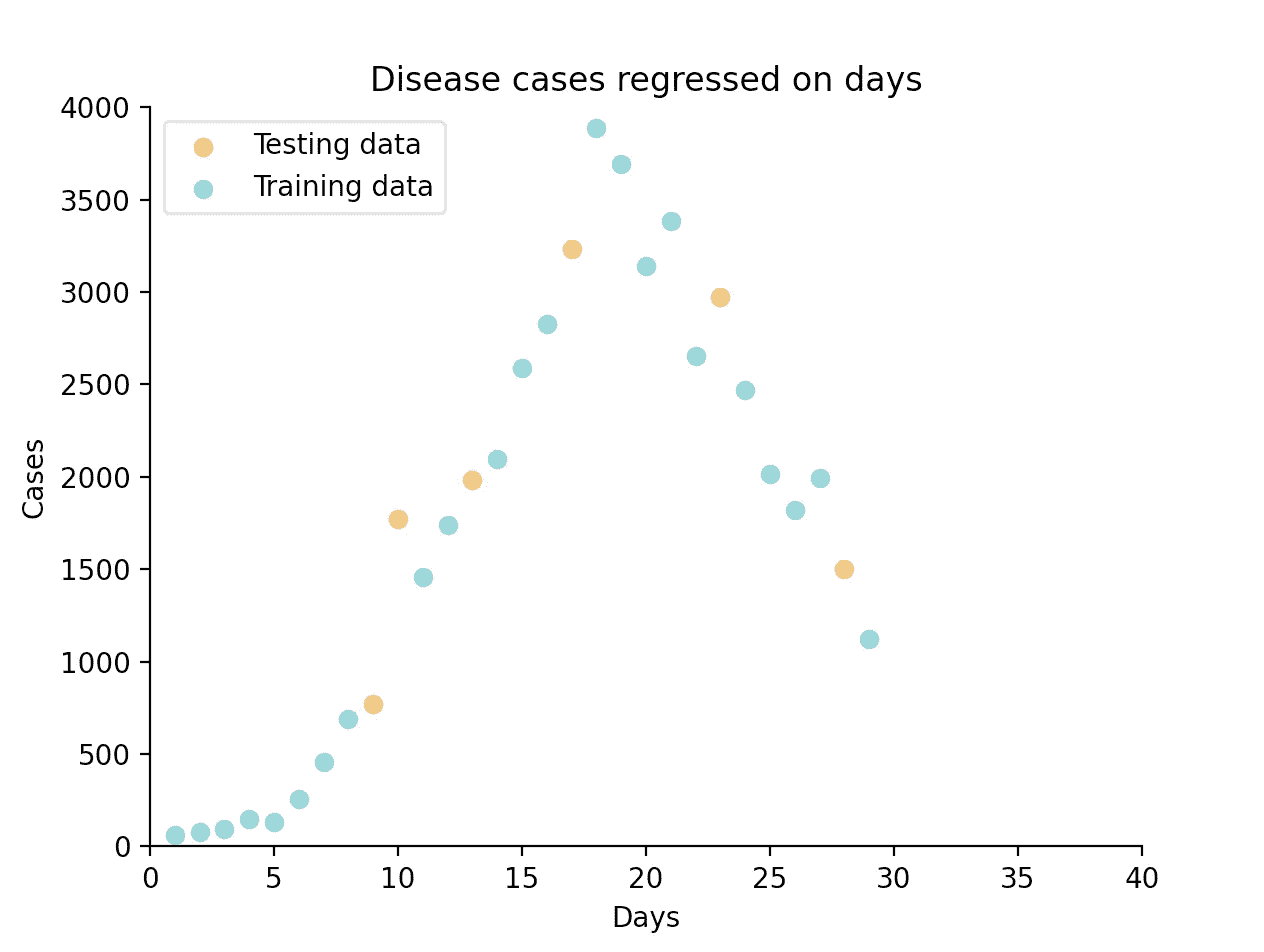 Disease cases regressed on days
4000
3500
3000
2500
2000
1500
1000
500
0
Cases
Testing data
Training data
0 5 10 15 20 25 30 35 40
Days